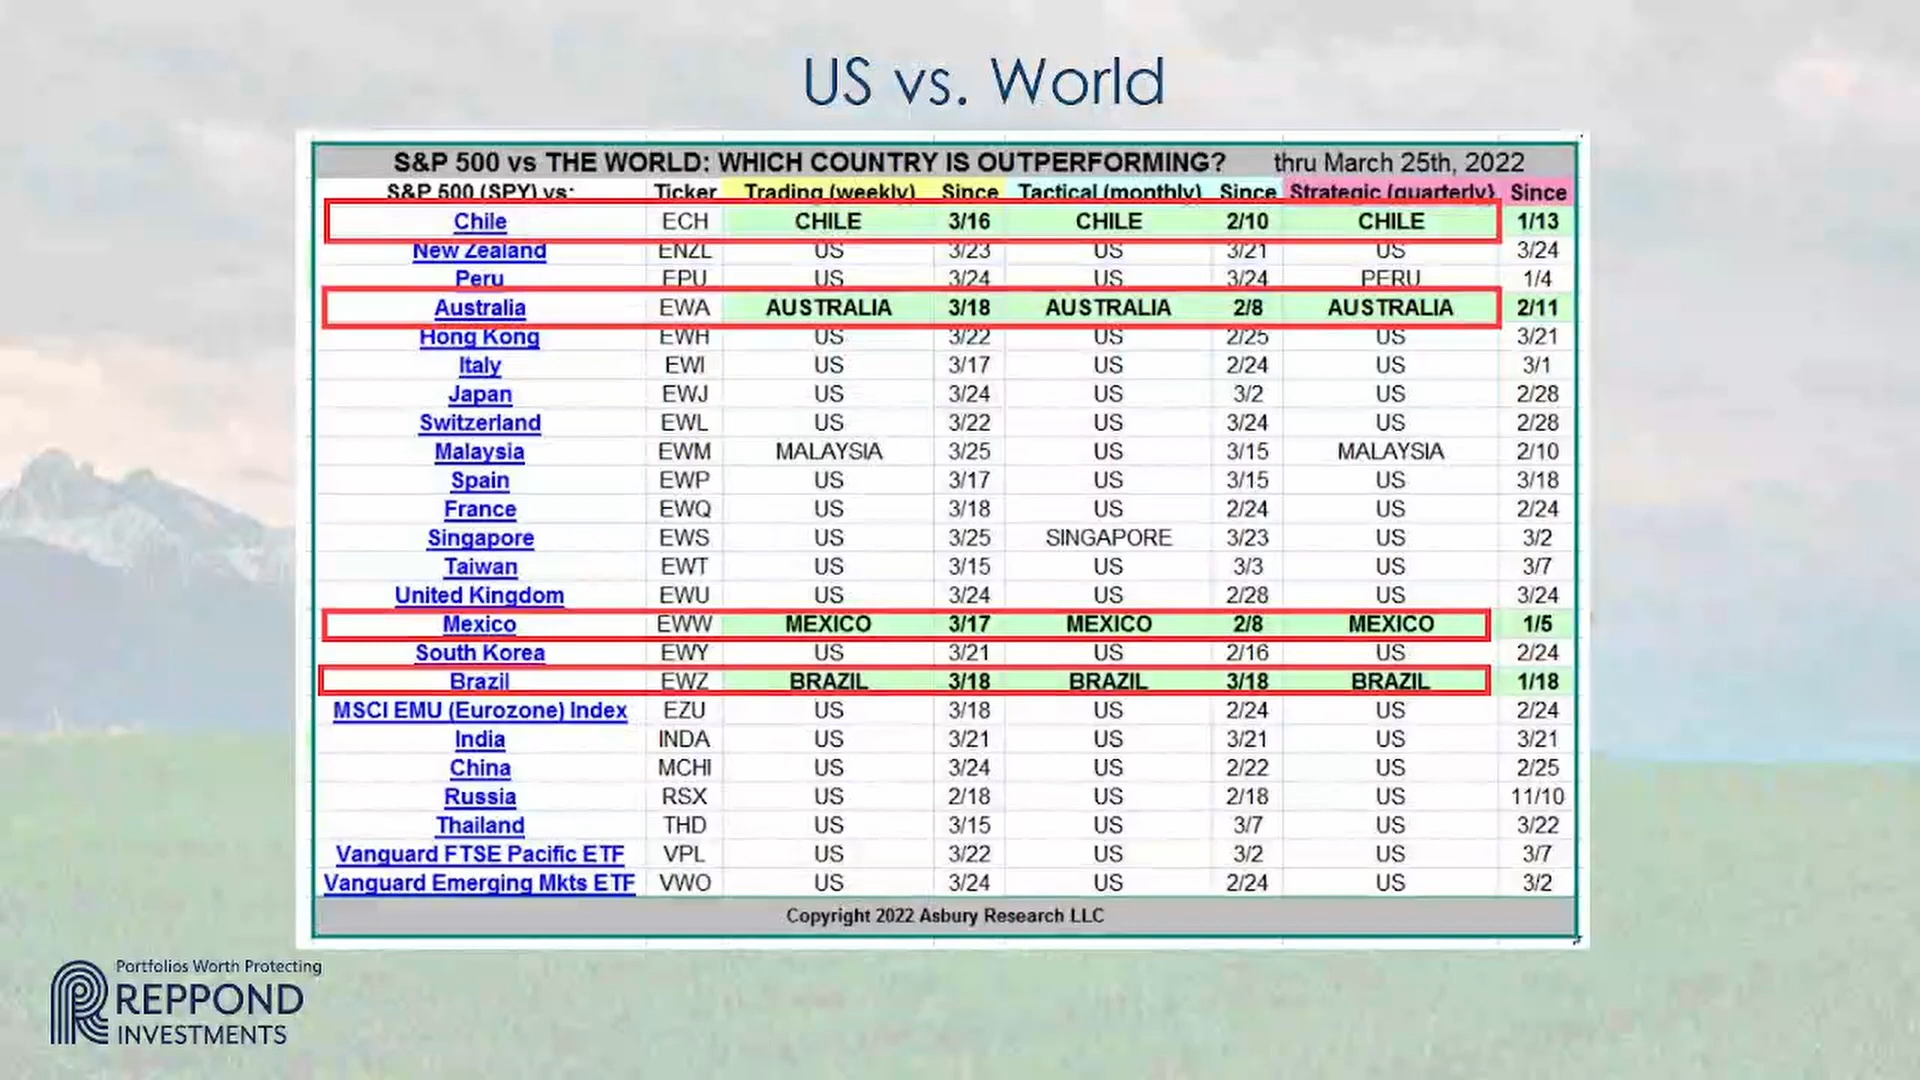 US vs. World
S&P 500 vs THE WORLD: WHICH COUNTRY IS OUTPERFORMING? thru March 25th, 2022
S&P 500 (SPY) vs: Ticker Trading (weekly) Since Tactical (monthly) Since Strategic (quarterly) Since
Chile ECH CHILE 3/16 CHILE 2/10 CHILE 1/13
New Zealand ENZL US 3/23 US 3/21 US 3/24
Peru EPU US 3/24 US 3/24 PERU 1/4
Australia EWA AUSTRALIA 3/18 AUSTRALIA 2/8 AUSTRALIA 2/11
Hong Kong EWH US 3/22 US 2/25 US 3/21
Italy EWI US 3/17 US 2/24 US 3/1
Japan EWJ US 3/24 US 3/2 US 2/28
Switzerland EWL US 3/22 US 3/24 US 2/28
Malaysia EWM MALAYSIA 3/25 US 3/15 MALAYSIA 2/10
Spain EWP US 3/17 US 3/15 US 3/18
France EWQ US 3/18 US 2/24 US 2/24
Singapore EWS US 3/25 SINGAPORE 3/23 US 3/2
Taiwan EWT US 3/15 US 3/3 US 3/7
United Kingdom EWU US 3/24 US 2/28 US 3/24
Mexico EWW MEXICO 3/17 MEXICO 2/8 MEXICO 1/5
South Korea EWY US 3/21 US 2/16 US 2/24
Brazil EWZ BRAZIL 3/18 BRAZIL 3/18 BRAZIL 1/18
MSCI EMU (Eurozone) Index EZU US 3/18 US 2/24 US 2/24
India INDA US 3/21 US 3/21 US 3/21
China MCHI US 3/24 US 2/22 US 2/25
Russia RSX US 2/18 US 2/18 US 11/10
Thailand THD US 3/15 US 3/7 US 3/22
Vanguard FTSE Pacific ETF VPL US 3/22 US 3/2 US 3/7
Vanguard Emerging Mkts ETF VWO US 3/24 US 2/24 US 3/2
Copyright 2022 Asbury Research LLC
Portfolios Worth Protecting
REPPOND
INVESTMENTS